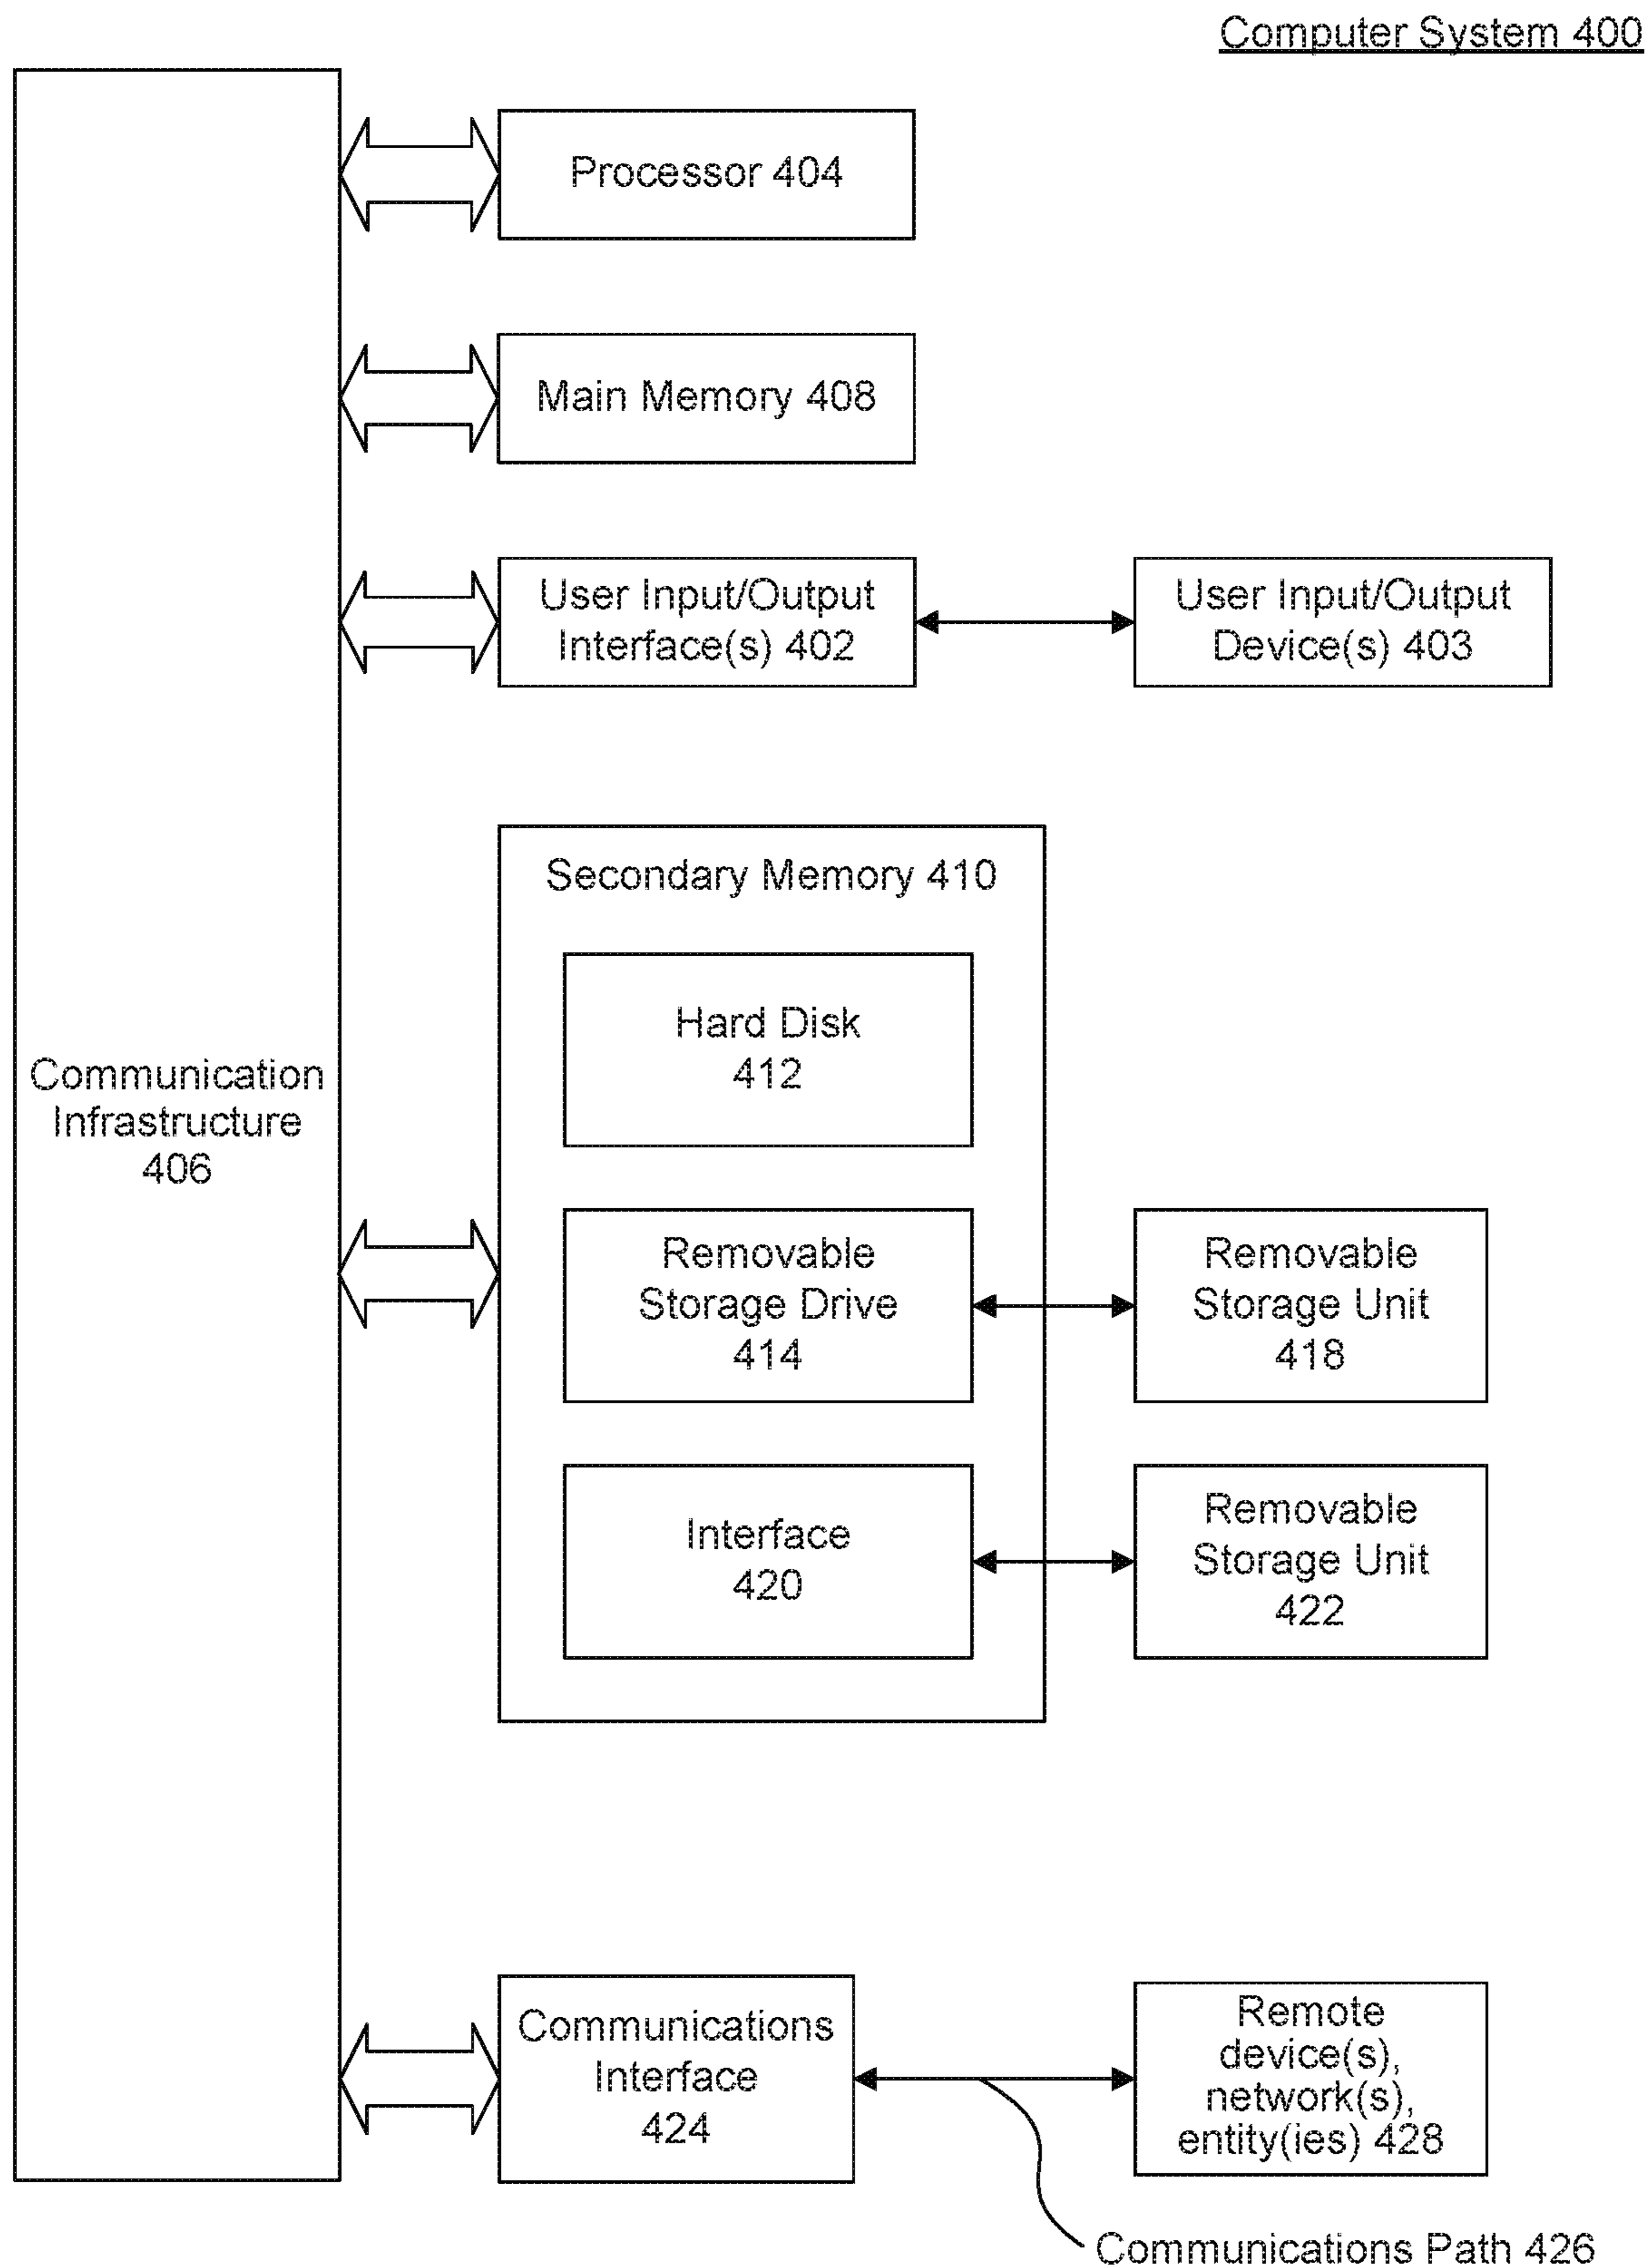 Computer System 400
Processor 404
Main Memory 408
User Input/Output
Interface(s) 402
User Input/Output
Device(s) 403
Secondary Memory 410
Hard Disk
412
Communication
Infrastructure
406
Removable
Storage Drive
414
Removable
Storage Unit
418
Interface
420
Removable
Storage Unit
422
Communications
Interface
424
Remote
device(s),
network(s),
entity(ies) 428
Communications Path 426